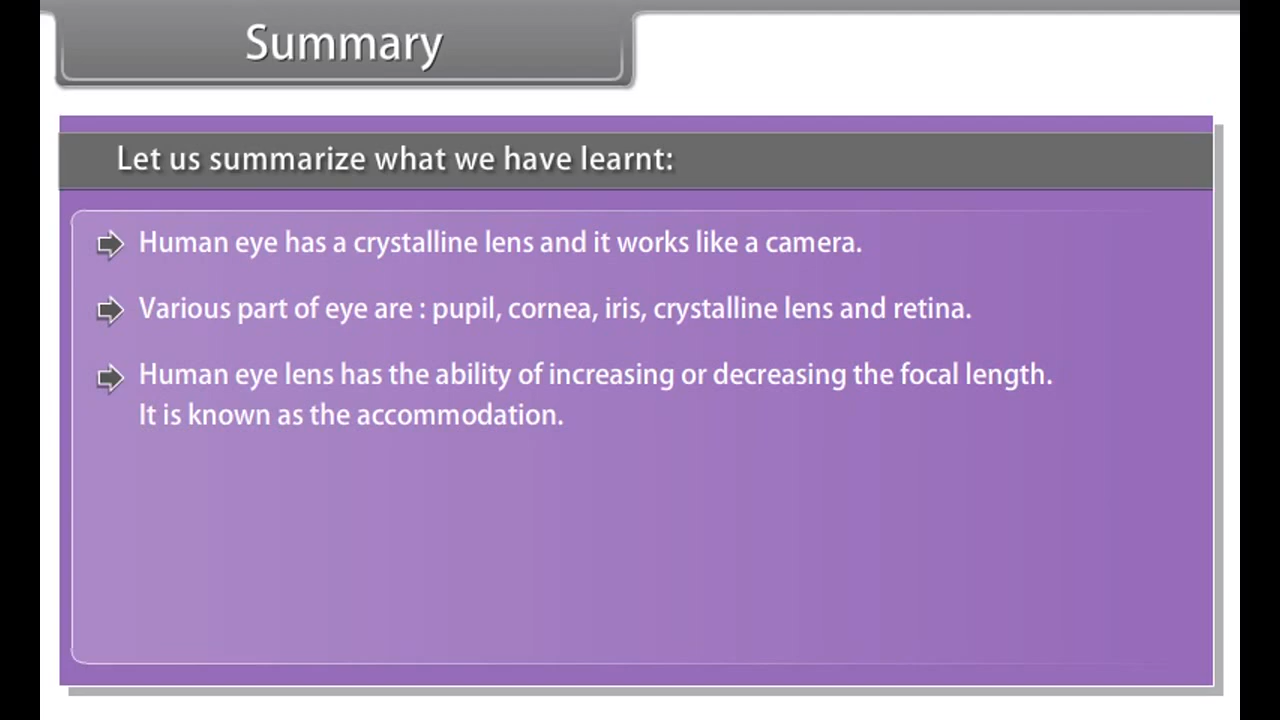 Summary
Let us summarize what we have learnt:
Human eye has a crystalline lens and it works like a camera.
Various part of eye are : pupil, cornea, iris, crystalline lens and retina.
Human eye lens has the ability of increasing or decreasing the focal length.
It is known as the accommodation.